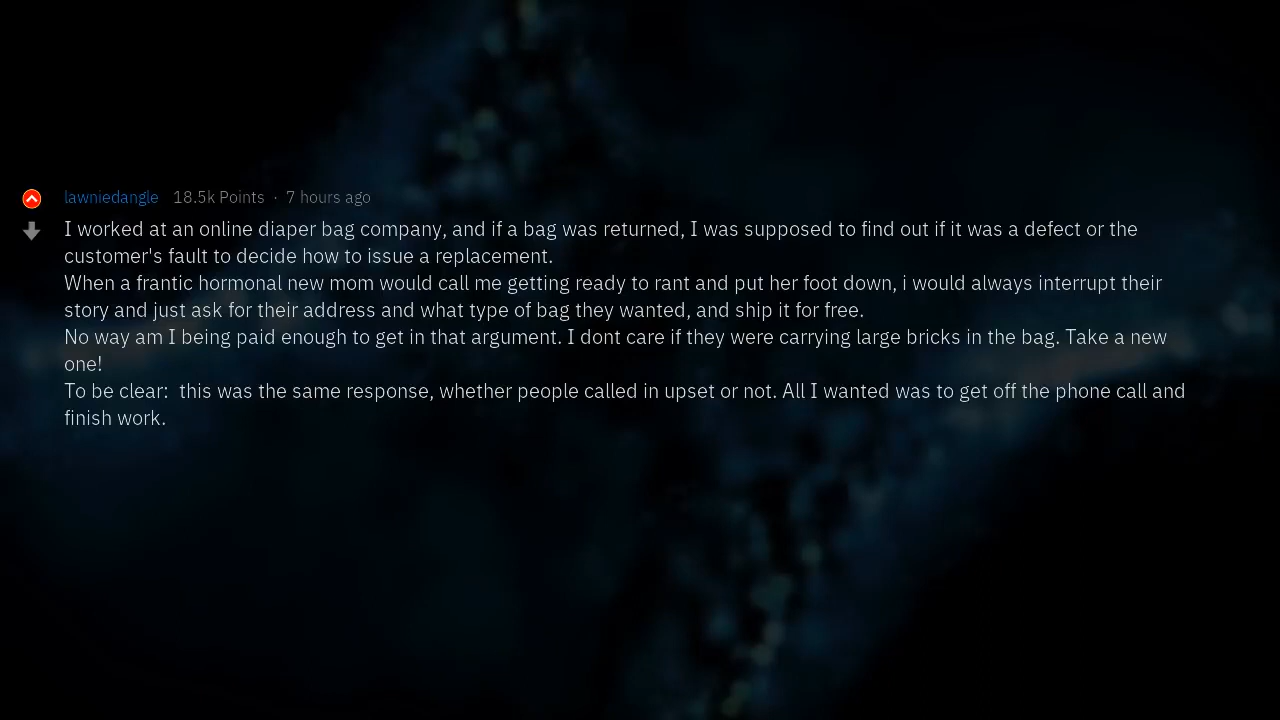 lawniedangle 18.5k Points · 7 hours ago
I worked at an online diaper bag company, and if a bag was returned, I was supposed to find out if it was a defect or the
customer's fault to decide how to issue a replacement.
When a frantic hormonal new mom would call me getting ready to rant and put her foot down, i would always interrupt their
story and just ask for their address and what type of bag they wanted, and ship it for free.
No way am I being paid enough to get in that argument. I dont care if they were carrying large bricks in the bag. Take a new
one!
To be clear:  this was the same response, whether people called in upset or not. All I wanted was to get off the phone call and
finish work.